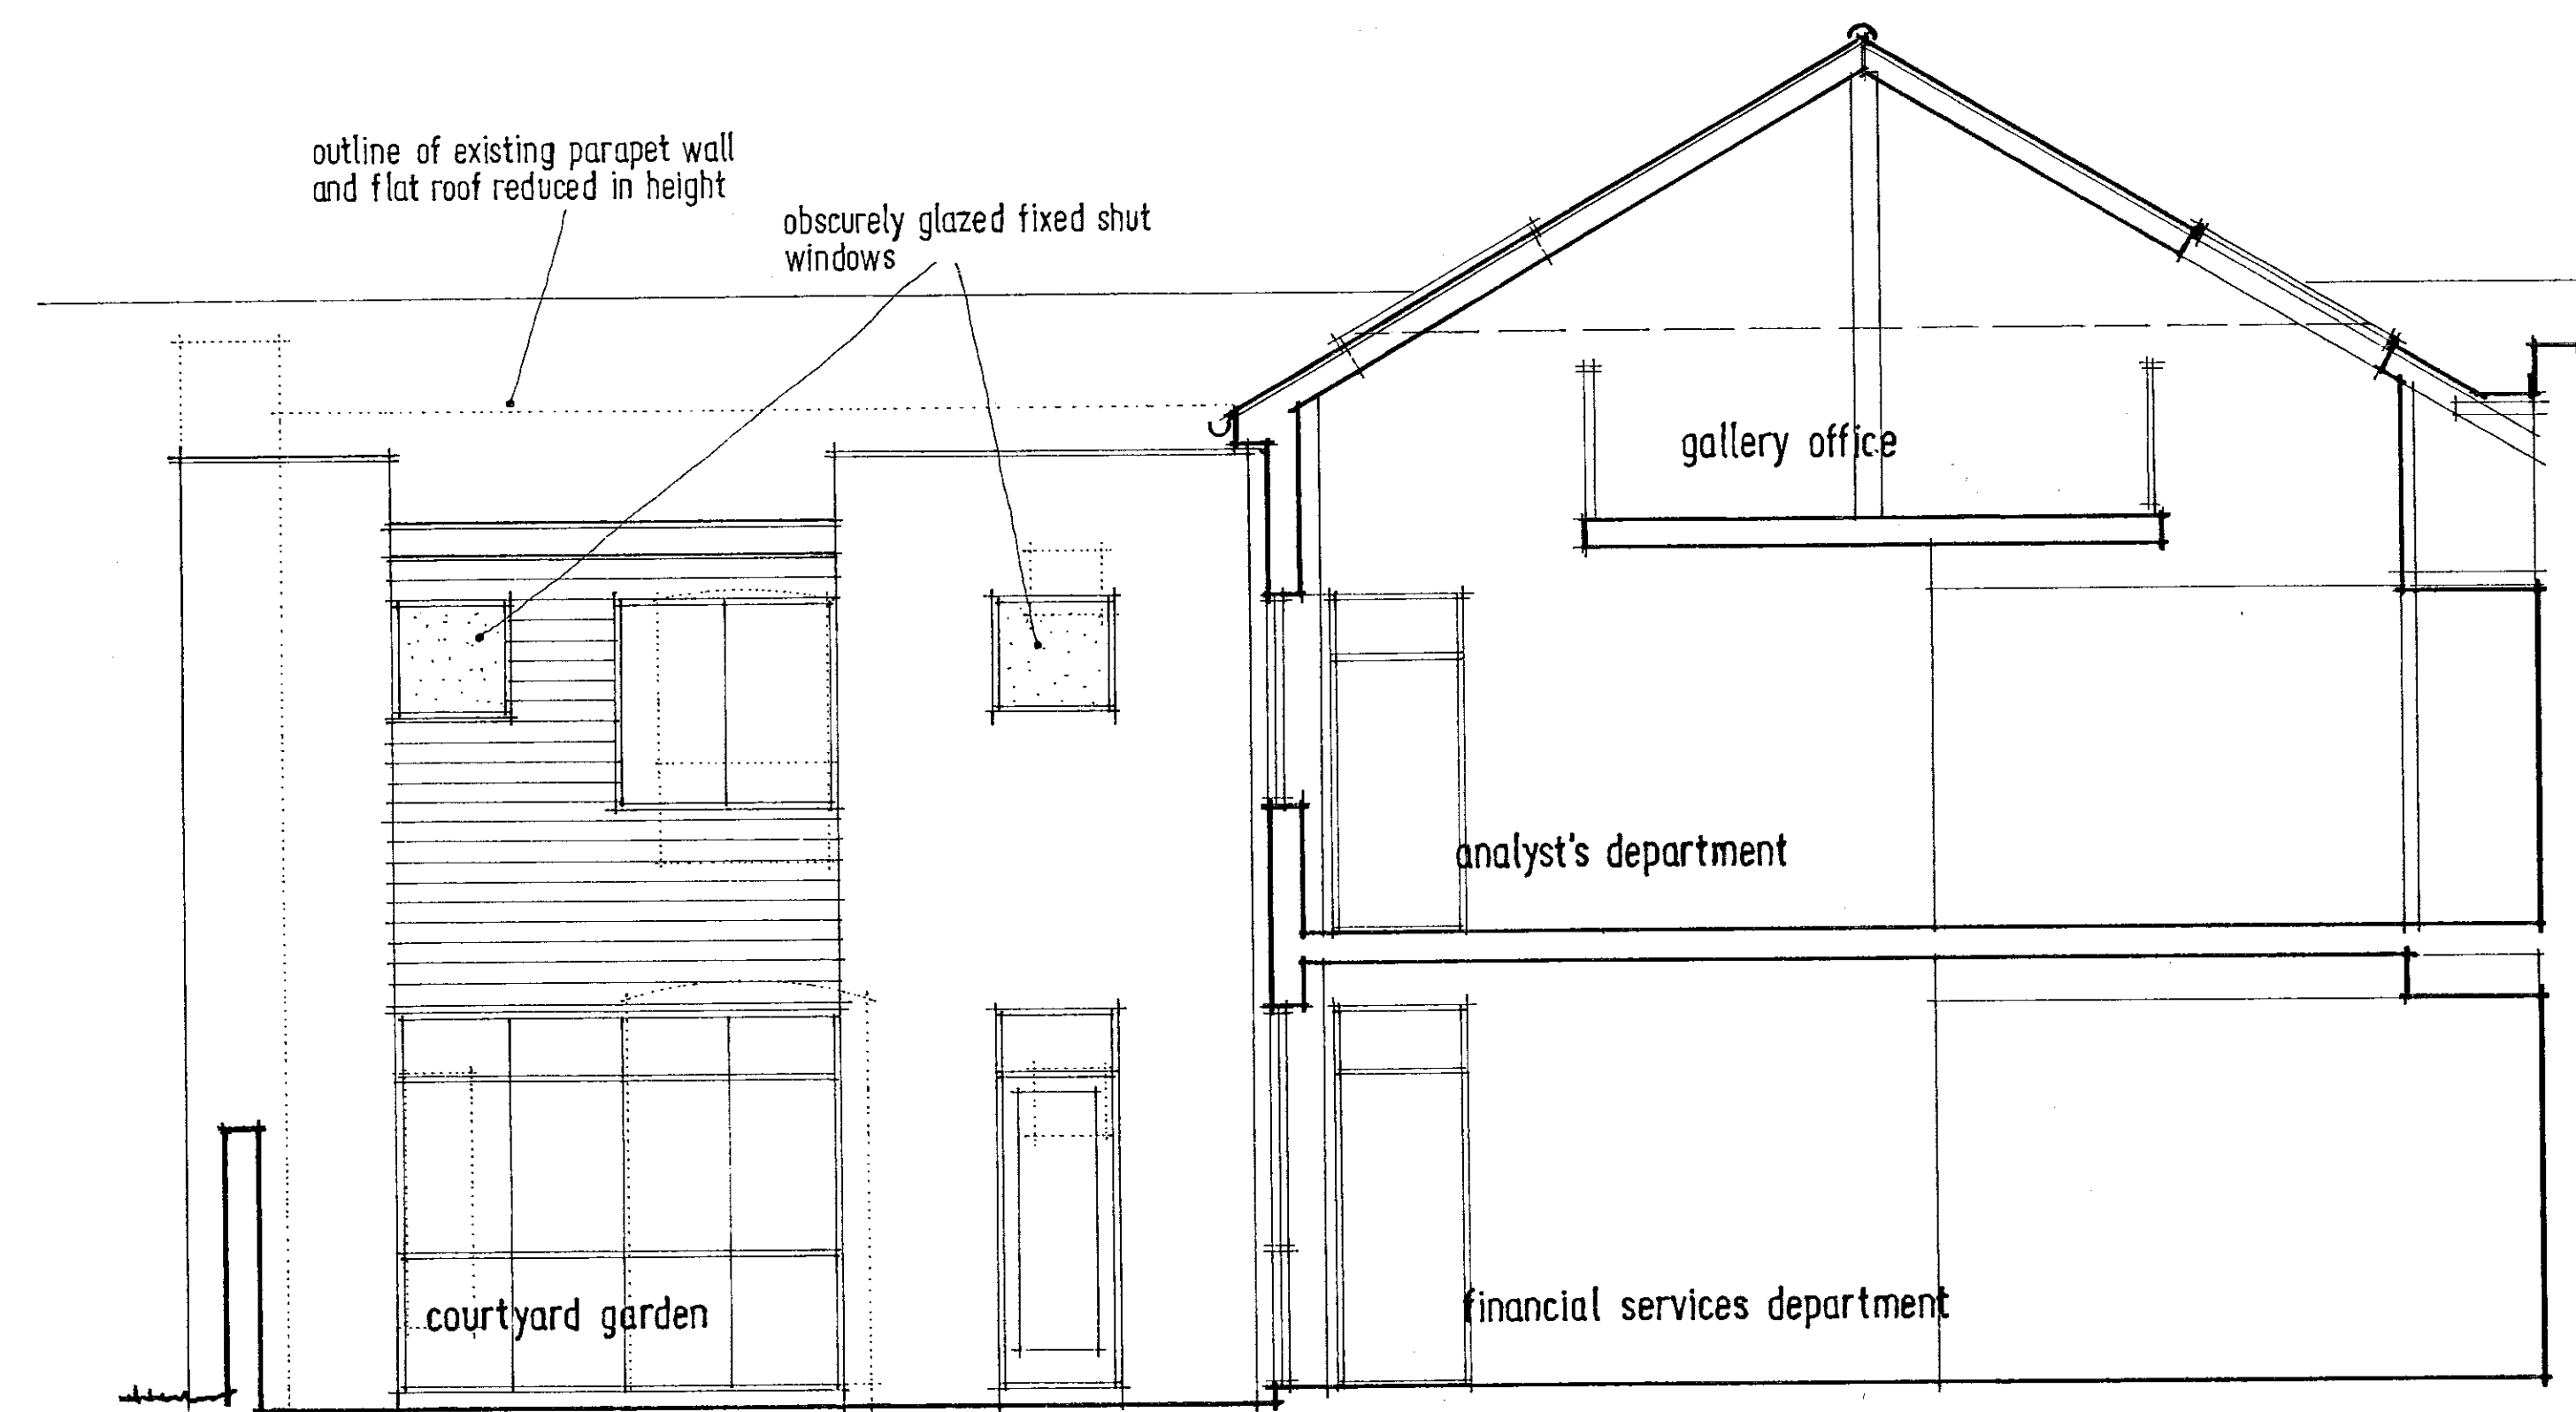 outline of existing parapet wall
and flat roof reduced in height
obscurely glazed fixed shut
windows
gallery office
analyst's department
courtyard garden
financial services department